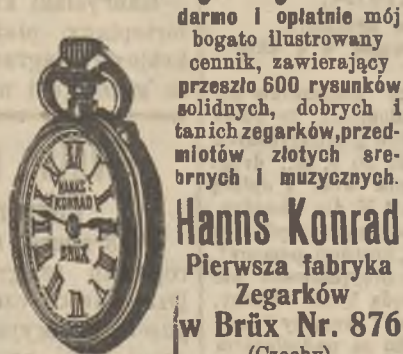 darmo i opłatnie mój
bogato ilustrowany
cennik, zawierający
przeszło 600 rysunków
solidnych, dobrych i
tanich zegarków, przed-
miotów złotych sre-
brnych i muzycznych.
HANNS
KONRAD
BRÜX
Hanns Konrad
Pierwsza fabryka
Zegarków
w Brüx Nr. 876
(Czechy)